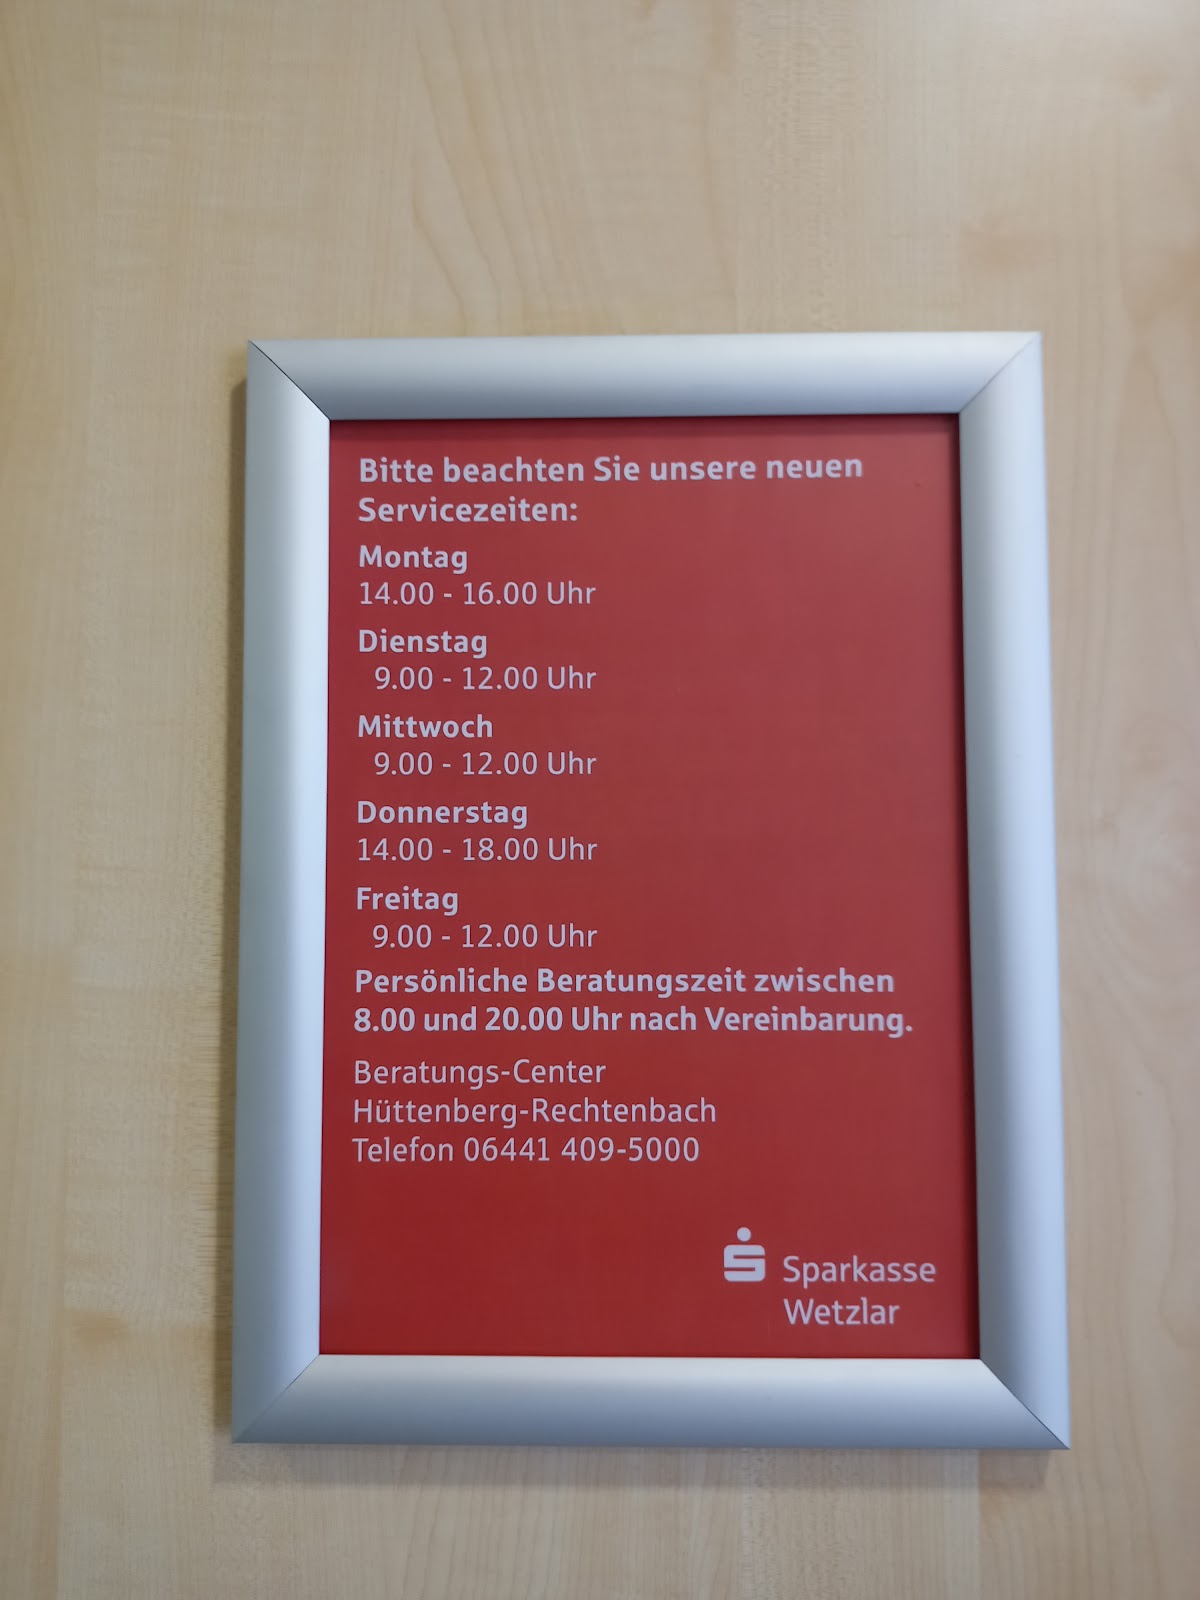 Bitte beachten Sie unsere neuen
Servicezeiten:
Montag
14.00 - 16.00 Uhr
Dienstag
9.00 - 12.00 Uhr
Mittwoch
9.00 - 12.00 Uhr
Donnerstag
14.00 - 18.00 Uhr
Freitag
9.00 - 12.00 Uhr
Persönliche Beratungszeit zwischen
8.00 und 20.00 Uhr nach Vereinbarung.
Beratungs-Center
Hüttenberg-Rechtenbach
Telefon 06441 409-5000
Sparkasse
Wetzlar